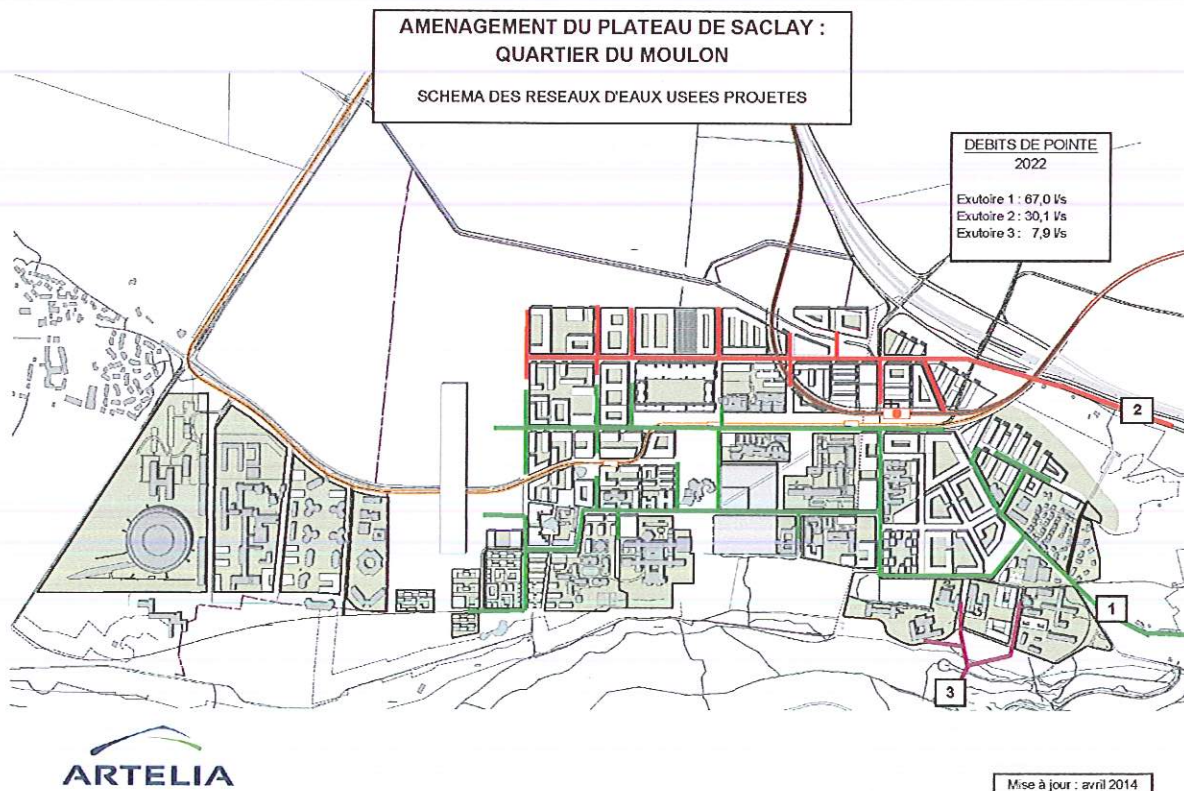 AMENAGEMENT DU PLATEAU DE SACLAY :
QUARTIER DU MOULON
SCHEMA DES RESEAUX D'EAUX USEES PROJETES
DEBITS DE POINTE
2022
Exutoire 1 : 67,0 l/s
Exutoire 2 : 30,1 l/s
Exutoire 3 : 7,9 l/s
2
1
3
ARTELIA
Mise à jour : avril 2014